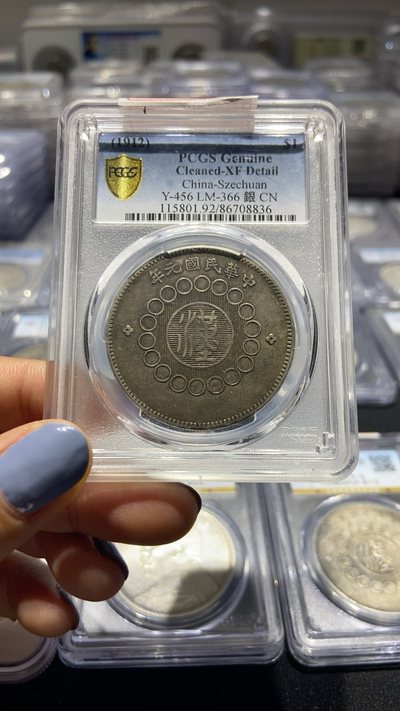 (1912) $1
PCGS Genuine
Cleaned-XF Detail
China-Szechuan
Y-456 LM-366 銀 CN
115801.92/86708836
PCGS
年元國民華中
漢